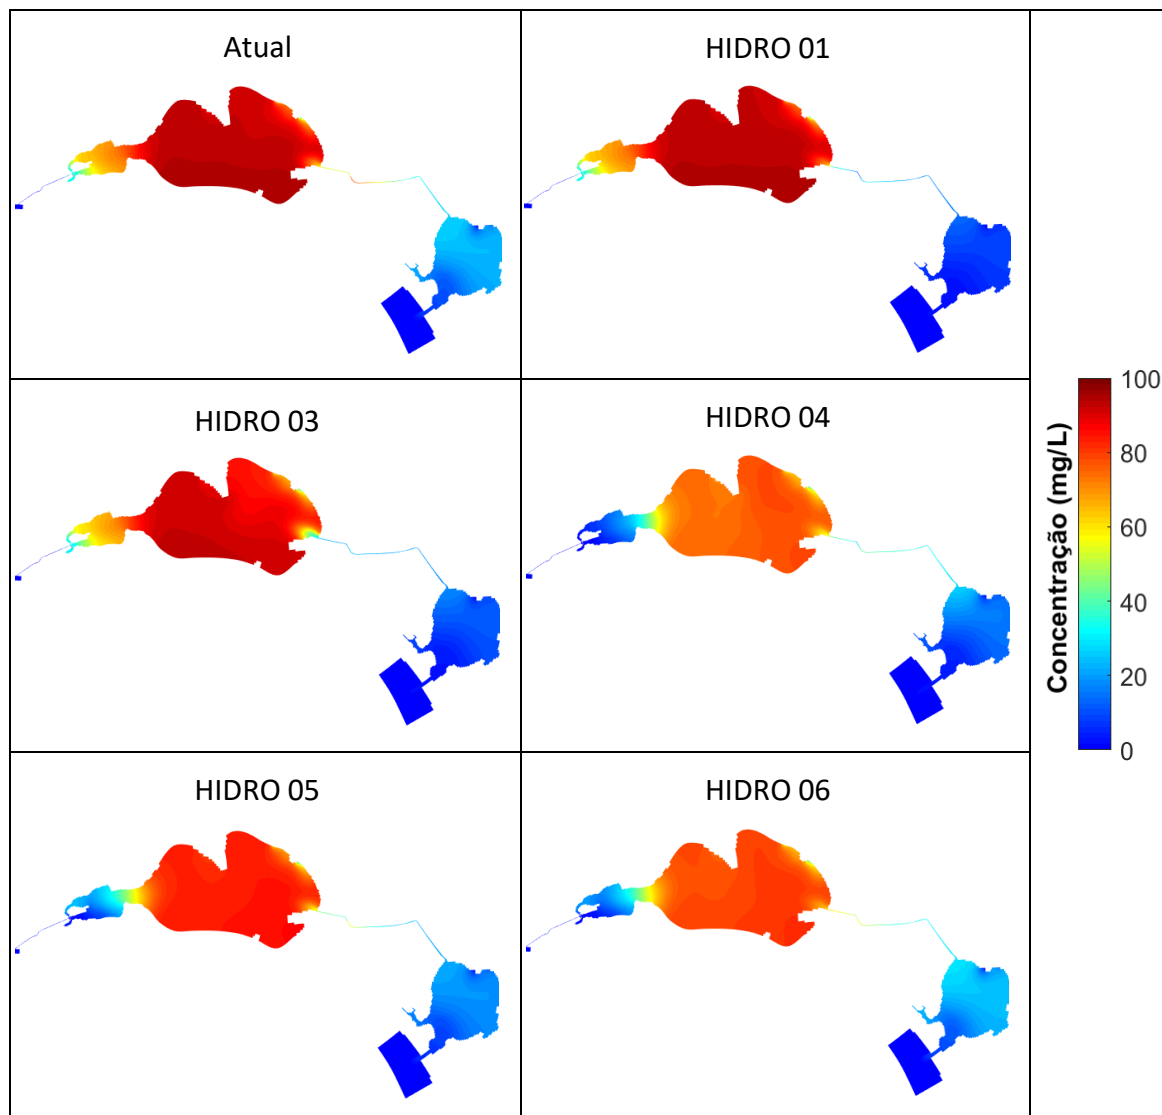 Atual
HIDRO 01
HIDRO 03
HIDRO 04
HIDRO 05
HIDRO 06
Concentração (mg/L)
100
80
60
40
20
0